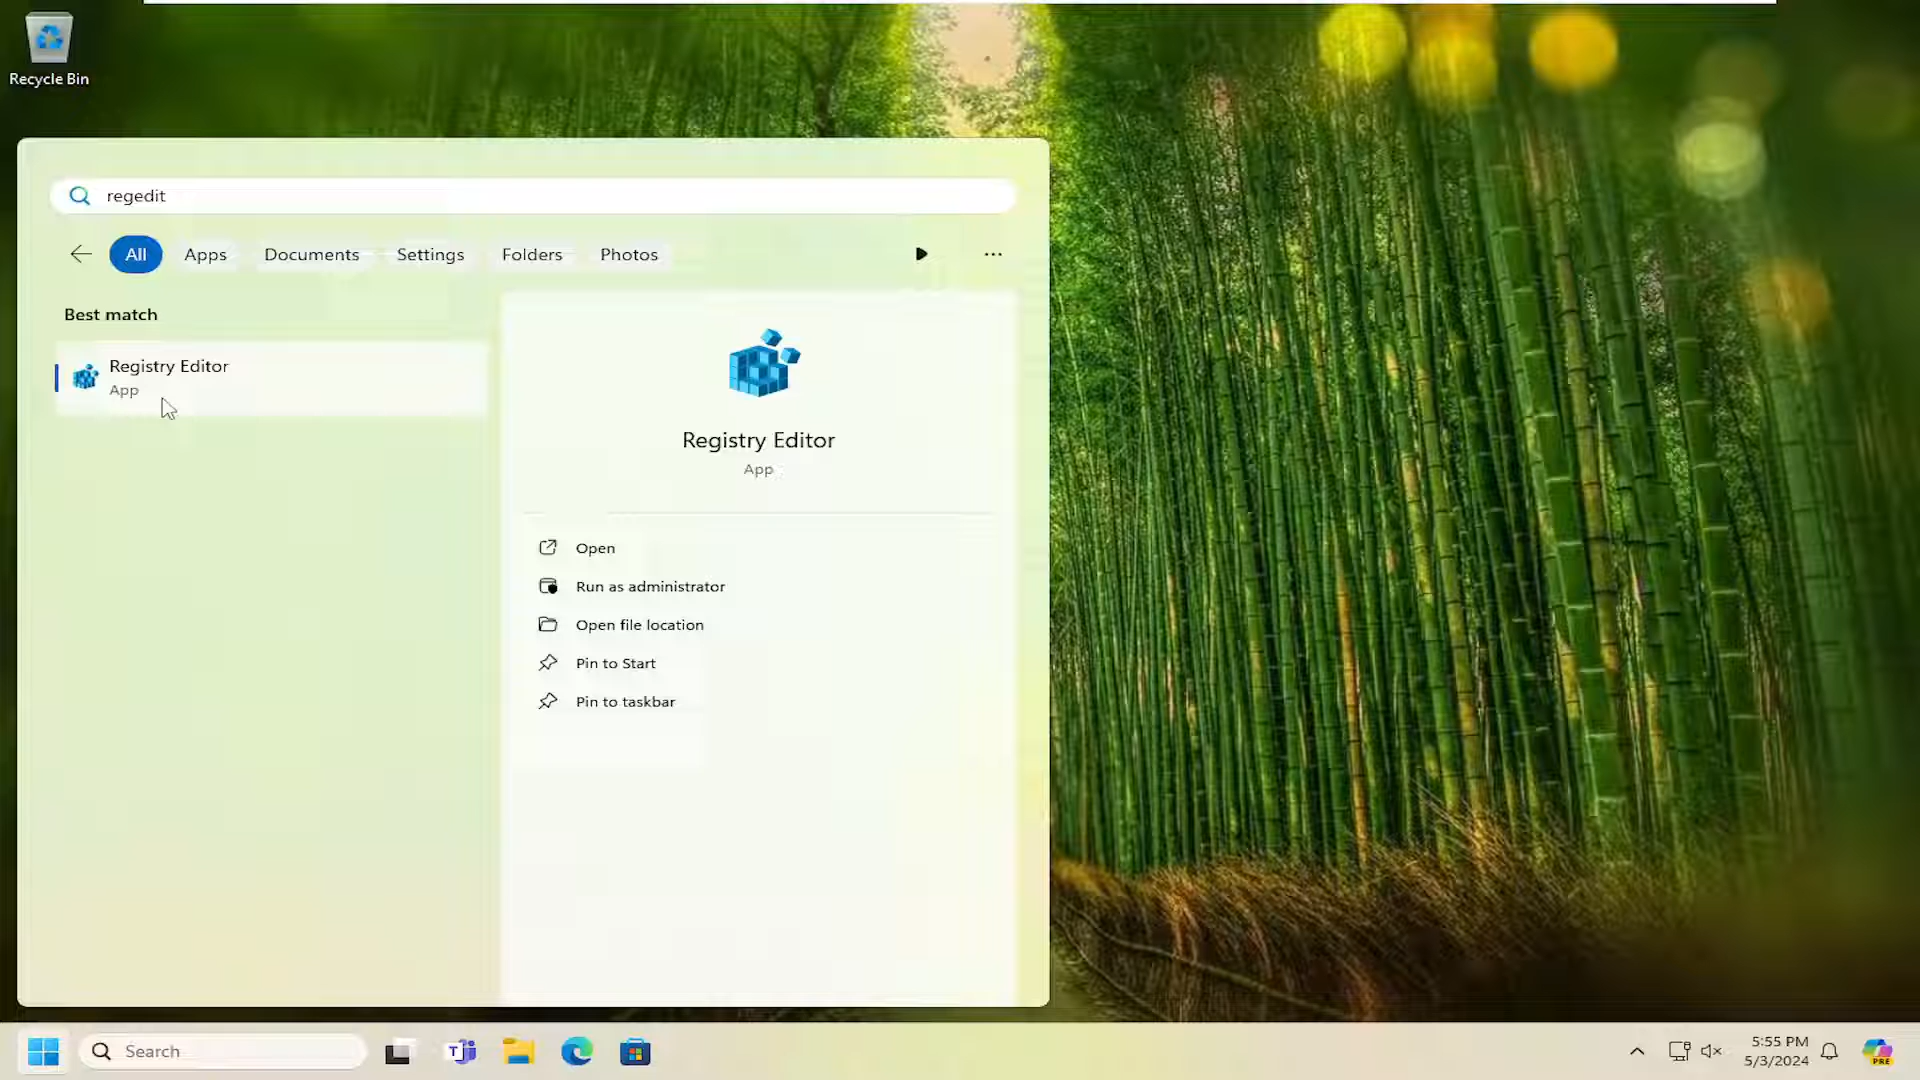 Recycle Bin
regedit
All Apps Documents Settings Folders Photos
Best match
Registry Editor
App
Registry Editor
App
Open
Run as administrator
Open file location
Pin to Start
Pin to taskbar
Search
T
5:55 PM
5/3/2024
PRE